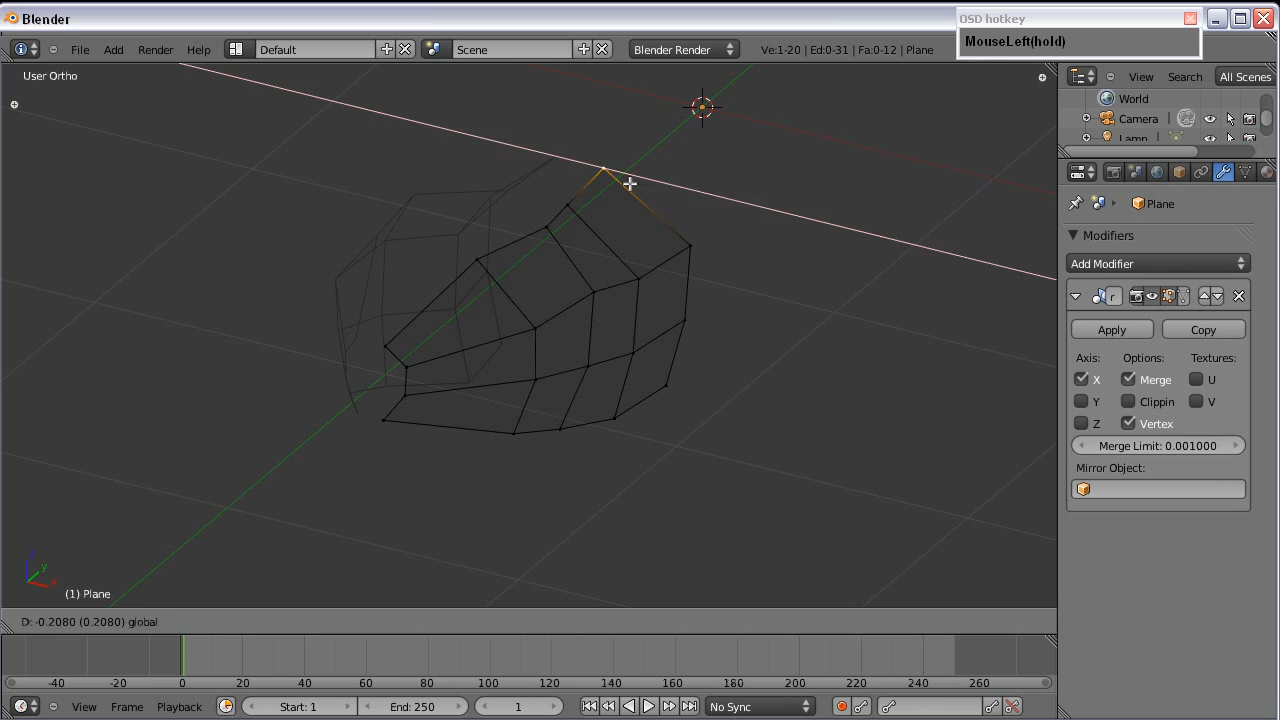 Blender
OSD hotkey
MouseLeft(hold)
File Add Render Help Default Scene Blender Render Ve:1-20 | Ed:0-31 | Fa:0-12 | Plane
View Search All Scenes
User Ortho
World
Camera
Lamp
Plane
Modifiers
Add Modifier
r
Apply Copy
Axis: Options: Textures:
X Merge U
Y Clippin V
Z Vertex
Merge Limit: 0.001000
Mirror Object:
z
y
x
(1) Plane
D: -0.2080 (0.2080) global
-40 -20 0 20 40 60 80 100 120 140 160 180 200 220 240 260
View Frame Playback Start: 1 End: 250 1 No Sync